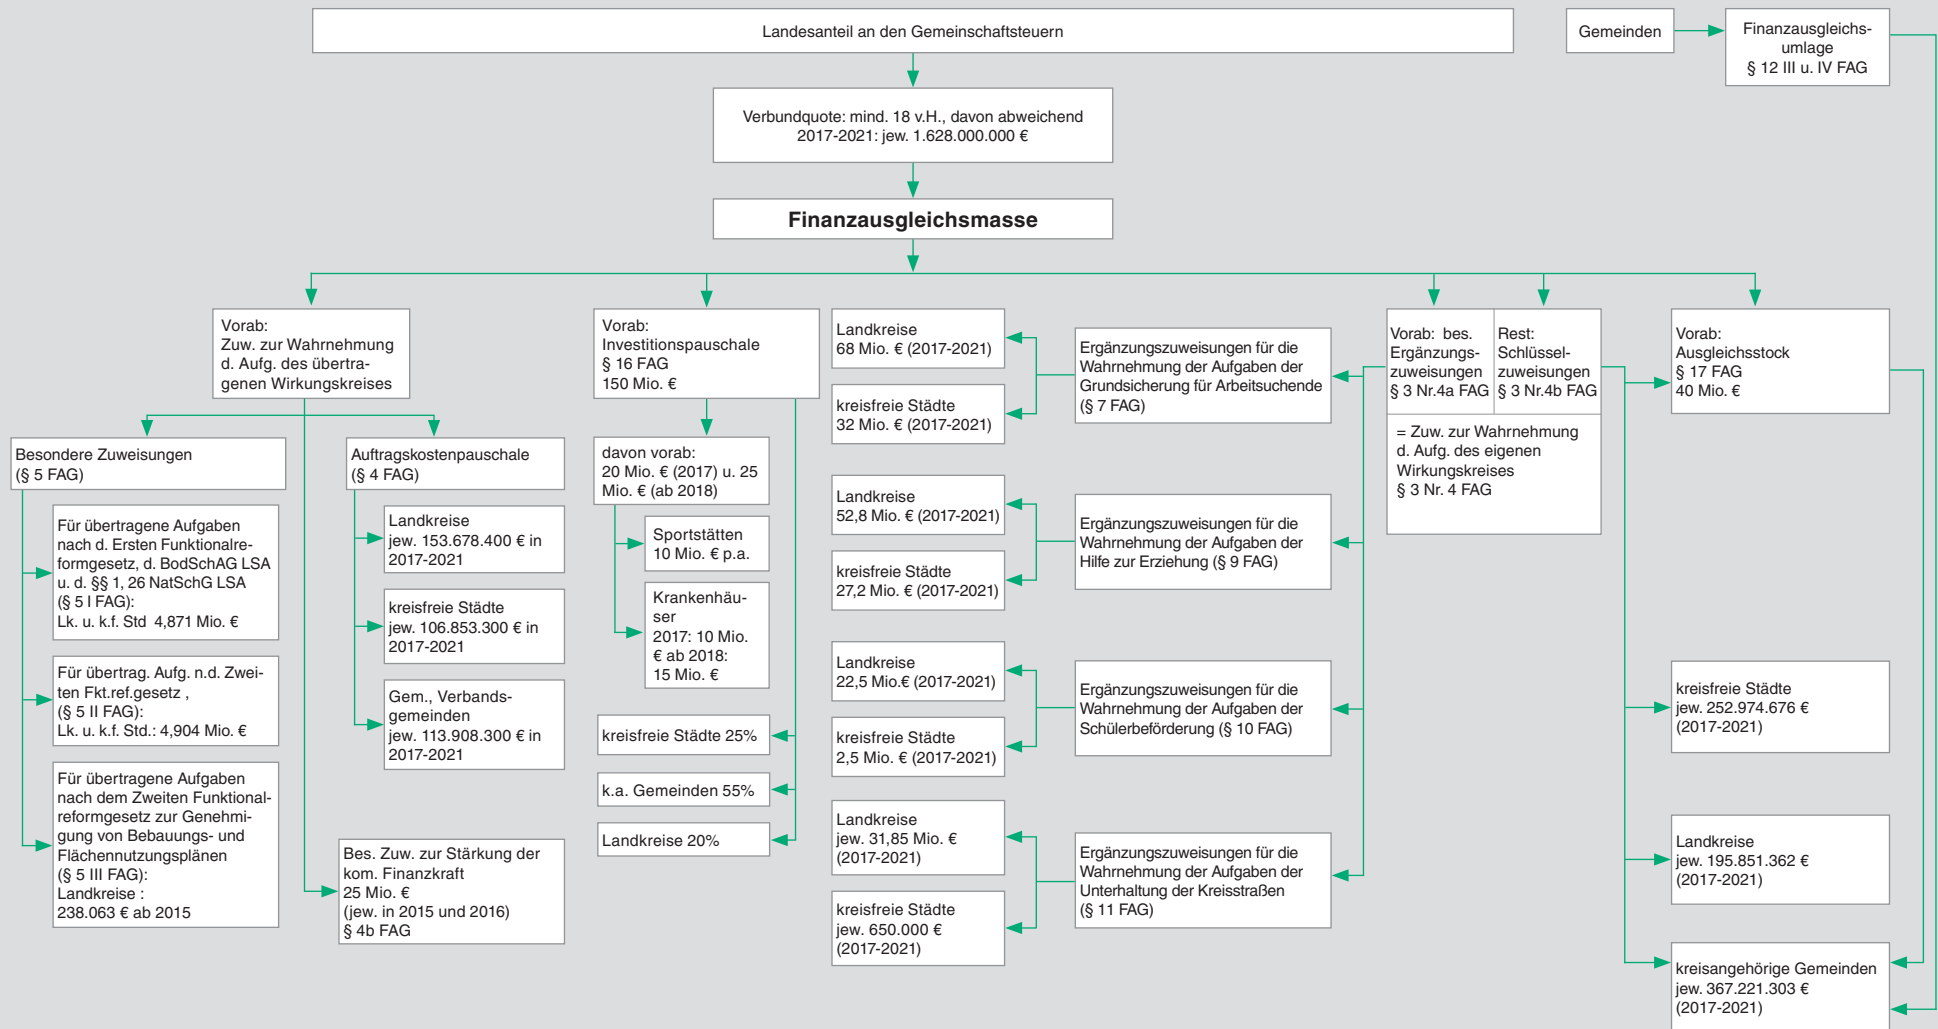 Landesanteil an den Gemeinschaftsteuern
Gemeinden
Finanzausgleichs-
umlage
§ 12 III u. IV FAG
Verbundquote: mind. 18 v.H., davon abweichend
2017-2021: jew. 1.628.000.000 €
Finanzausgleichsmasse
Vorab:
Zuw. zur Wahrnehmung
d. Aufg. des übertra-
genen Wirkungskreises
Besondere Zuweisungen
(§ 5 FAG)
Für übertragene Aufgaben
nach d. Ersten Funktionalre-
formgesetz, d. BodSchAG LSA
u. d. §§ 1, 26 NatSchG LSA
(§ 5 I FAG):
Lk. u. k.f. Std 4,871 Mio. €
Für übertrag. Aufg. n.d. Zwei-
ten Fkt.ref.gesetz ,
(§ 5 II FAG):
Lk. u. k.f. Std.: 4,904 Mio. €
Für übertragene Aufgaben
nach dem Zweiten Funktional-
reformgesetz zur Genehmi-
gung von Bebauungs- und
Flächennutzungsplänen
(§ 5 III FAG):
Landkreise :
238.063 € ab 2015
Auftragskostenpauschale
(§ 4 FAG)
Landkreise
jew. 153.678.400 € in
2017-2021
kreisfreie Städte
jew. 106.853.300 € in
2017-2021
Gem., Verbands-
gemeinden
jew. 113.908.300 € in
2017-2021
Bes. Zuw. zur Stärkung der
kom. Finanzkraft
25 Mio. €
(jew. in 2015 und 2016)
§ 4b FAG
Vorab:
Investitionspauschale
§ 16 FAG
150 Mio. €
davon vorab:
20 Mio. € (2017) u. 25
Mio. € (ab 2018)
Sportstätten
10 Mio. € p.a.
Krankenhäu-
ser
2017: 10 Mio.
€ ab 2018:
15 Mio. €
kreisfreie Städte 25%
k.a. Gemeinden 55%
Landkreise 20%
Landkreise
68 Mio. € (2017-2021)
kreisfreie Städte
32 Mio. € (2017-2021)
Ergänzungszuweisungen für die
Wahrnehmung der Aufgaben der
Grundsicherung für Arbeitsuchende
(§ 7 FAG)
Landkreise
52,8 Mio. € (2017-2021)
kreisfreie Städte
27,2 Mio. € (2017-2021)
Ergänzungszuweisungen für die
Wahrnehmung der Aufgaben der
Hilfe zur Erziehung (§ 9 FAG)
Landkreise
22,5 Mio.€ (2017-2021)
kreisfreie Städte
2,5 Mio. € (2017-2021)
Ergänzungszuweisungen für die
Wahrnehmung der Aufgaben der
Schülerbeförderung (§ 10 FAG)
Landkreise
jew. 31,85 Mio. €
(2017-2021)
kreisfreie Städte
jew. 650.000 €
(2017-2021)
Ergänzungszuweisungen für die
Wahrnehmung der Aufgaben der
Unterhaltung der Kreisstraßen
(§ 11 FAG)
Vorab: bes.
Ergänzungs-
zuweisungen
§ 3 Nr.4a FAG
Rest:
Schlüssel-
zuweisungen
§ 3 Nr.4b FAG
= Zuw. zur Wahrnehmung
d. Aufg. des eigenen
Wirkungskreises
§ 3 Nr. 4 FAG
Vorab:
Ausgleichsstock
§ 17 FAG
40 Mio. €
kreisfreie Städte
jew. 252.974.676 €
(2017-2021)
Landkreise
jew. 195.851.362 €
(2017-2021)
kreisangehörige Gemeinden
jew. 367.221.303 €
(2017-2021)